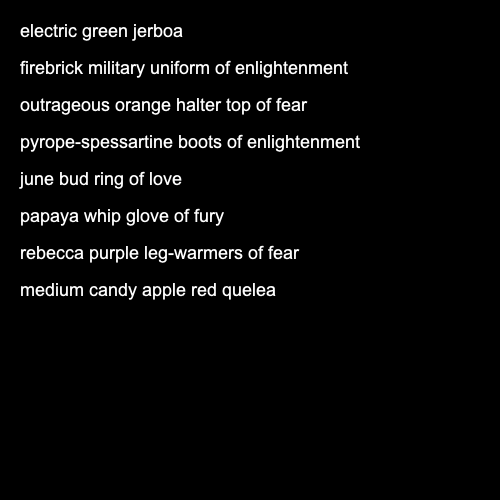 electric green jerboa
firebrick military uniform of enlightenment
outrageous orange halter top of fear
pyrope-spessartine boots of enlightenment
june bud ring of love
papaya whip glove of fury
rebecca purple leg-warmers of fear
medium candy apple red quelea